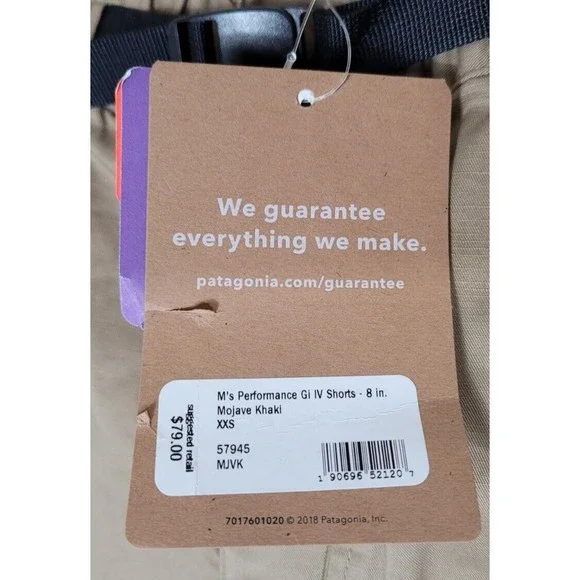 We guarantee
everything we make.
patagonia.com/guarantee
M's Performance Gi IV Shorts - 8 in.
Mojave Khaki
XXS
57945
MJVK
suggested retail
$79.00
1 90696 52120 7
7017601020 © 2018 Patagonia, Inc.